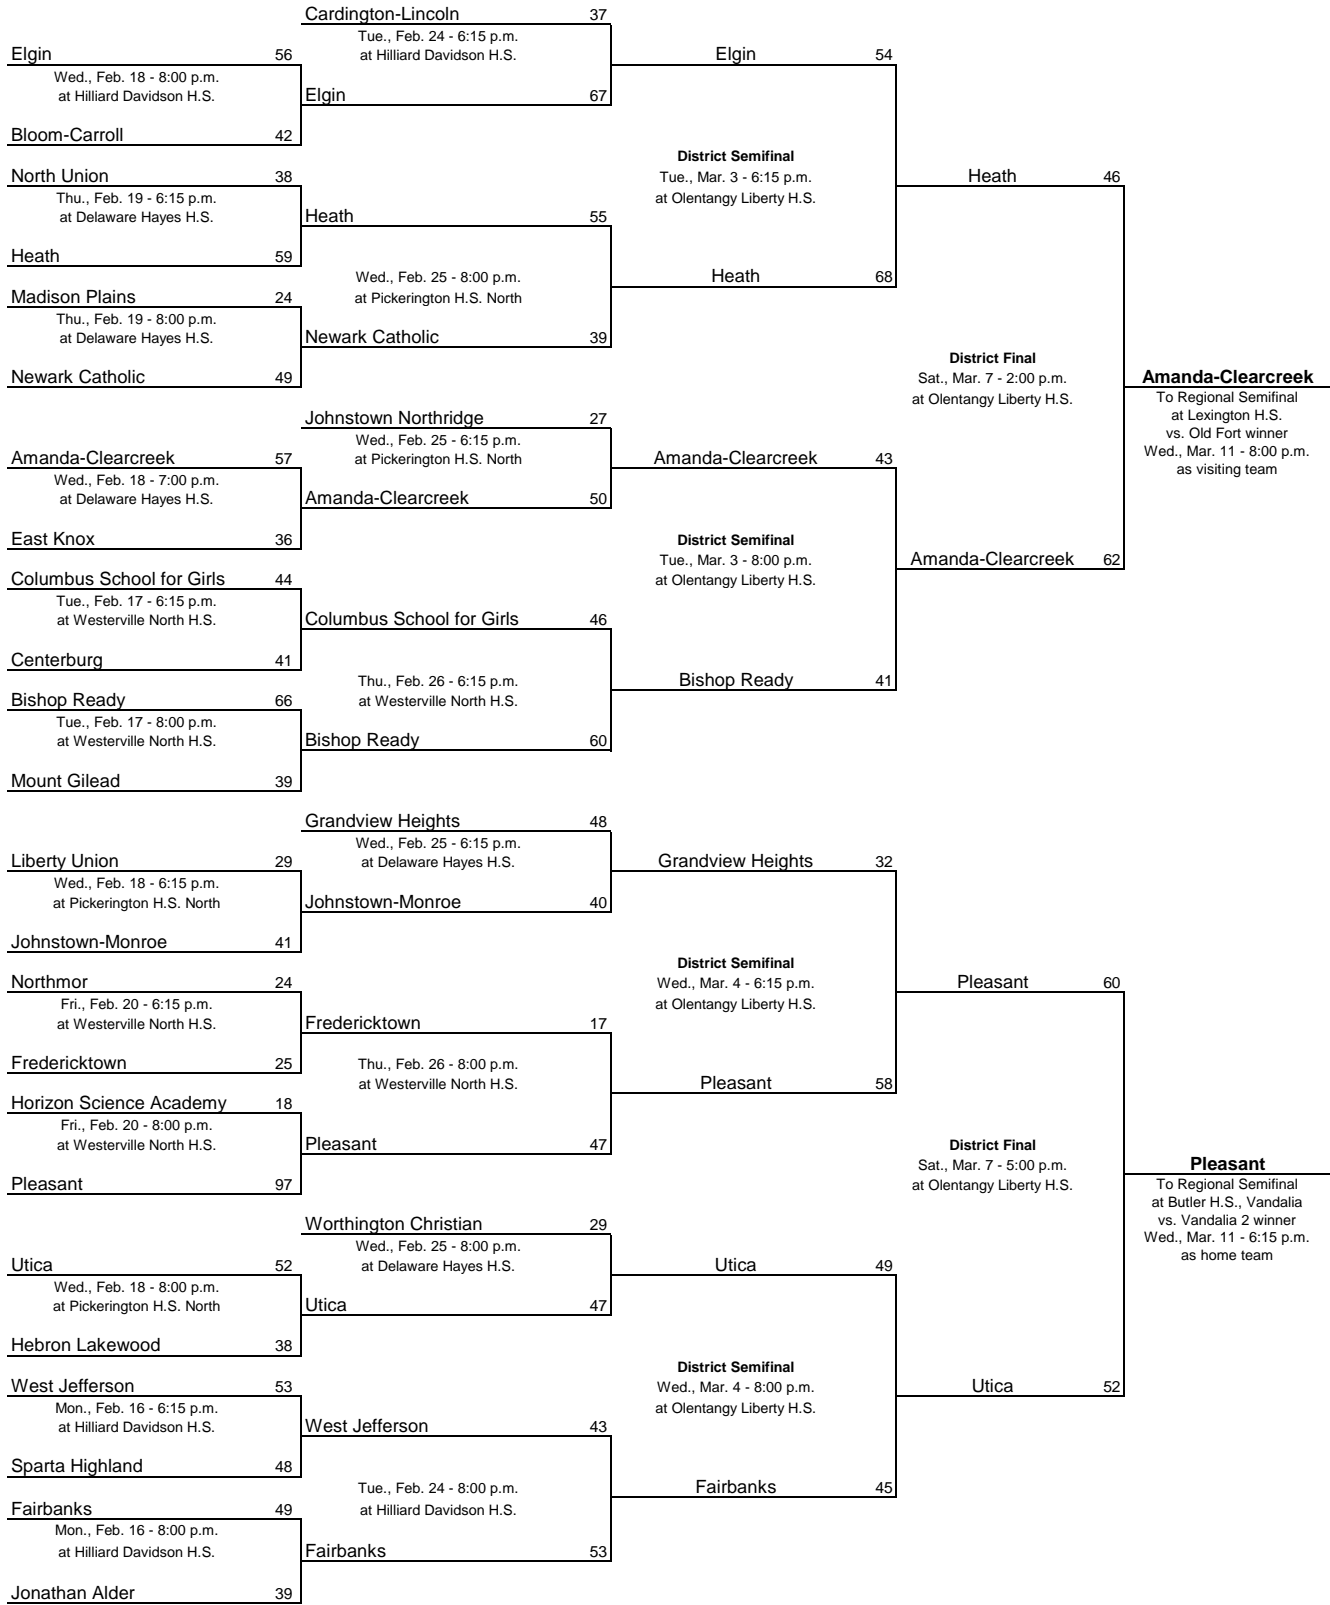 Cardington-Lincoln 37
Tue., Feb. 24 - 6:15 p.m.
at Hilliard Davidson H.S.
Elgin 56
Wed., Feb. 18 - 8:00 p.m.
at Hilliard Davidson H.S.
Elgin 67
Bloom-Carroll 42
Elgin 54
North Union 38
Thu., Feb. 19 - 6:15 p.m.
at Delaware Hayes H.S.
Heath 55
Heath 59
District Semifinal
Tue., Mar. 3 - 6:15 p.m.
at Olentangy Liberty H.S.
Heath 46
Wed., Feb. 25 - 8:00 p.m.
at Pickerington H.S. North
Heath 68
Madison Plains 24
Thu., Feb. 19 - 8:00 p.m.
at Delaware Hayes H.S.
Newark Catholic 39
Newark Catholic 49
District Final
Sat., Mar. 7 - 2:00 p.m.
at Olentangy Liberty H.S.
Amanda-Clearcreek
To Regional Semifinal
at Lexington H.S.
vs. Old Fort winner
Wed., Mar. 11 - 8:00 p.m.
as visiting team
Johnstown Northridge 27
Wed., Feb. 25 - 6:15 p.m.
at Pickerington H.S. North
Amanda-Clearcreek 57
Wed., Feb. 18 - 7:00 p.m.
at Delaware Hayes H.S.
Amanda-Clearcreek 50
East Knox 36
Amanda-Clearcreek 43
District Semifinal
Tue., Mar. 3 - 8:00 p.m.
at Olentangy Liberty H.S.
Amanda-Clearcreek 62
Columbus School for Girls 44
Tue., Feb. 17 - 6:15 p.m.
at Westerville North H.S.
Columbus School for Girls 46
Centerburg 41
Thu., Feb. 26 - 6:15 p.m.
at Westerville North H.S.
Bishop Ready 41
Bishop Ready 66
Tue., Feb. 17 - 8:00 p.m.
at Westerville North H.S.
Bishop Ready 60
Mount Gilead 39
Grandview Heights 48
Wed., Feb. 25 - 6:15 p.m.
at Delaware Hayes H.S.
Liberty Union 29
Wed., Feb. 18 - 6:15 p.m.
at Pickerington H.S. North
Johnstown-Monroe 40
Johnstown-Monroe 41
Grandview Heights 32
Northmor 24
Fri., Feb. 20 - 6:15 p.m.
at Westerville North H.S.
Fredericktown 17
Fredericktown 25
District Semifinal
Wed., Mar. 4 - 6:15 p.m.
at Olentangy Liberty H.S.
Pleasant 60
Thu., Feb. 26 - 8:00 p.m.
at Westerville North H.S.
Pleasant 58
Horizon Science Academy 18
Fri., Feb. 20 - 8:00 p.m.
at Westerville North H.S.
Pleasant 47
Pleasant 97
District Final
Sat., Mar. 7 - 5:00 p.m.
at Olentangy Liberty H.S.
Pleasant
To Regional Semifinal
at Butler H.S., Vandalia
vs. Vandalia 2 winner
Wed., Mar. 11 - 6:15 p.m.
as home team
Worthington Christian 29
Wed., Feb. 25 - 8:00 p.m.
at Delaware Hayes H.S.
Utica 52
Wed., Feb. 18 - 8:00 p.m.
at Pickerington H.S. North
Utica 47
Hebron Lakewood 38
Utica 49
District Semifinal
Wed., Mar. 4 - 8:00 p.m.
at Olentangy Liberty H.S.
Utica 52
West Jefferson 53
Mon., Feb. 16 - 6:15 p.m.
at Hilliard Davidson H.S.
West Jefferson 43
Sparta Highland 48
Tue., Feb. 24 - 8:00 p.m.
at Hilliard Davidson H.S.
Fairbanks 45
Fairbanks 49
Mon., Feb. 16 - 8:00 p.m.
at Hilliard Davidson H.S.
Fairbanks 53
Jonathan Alder 39